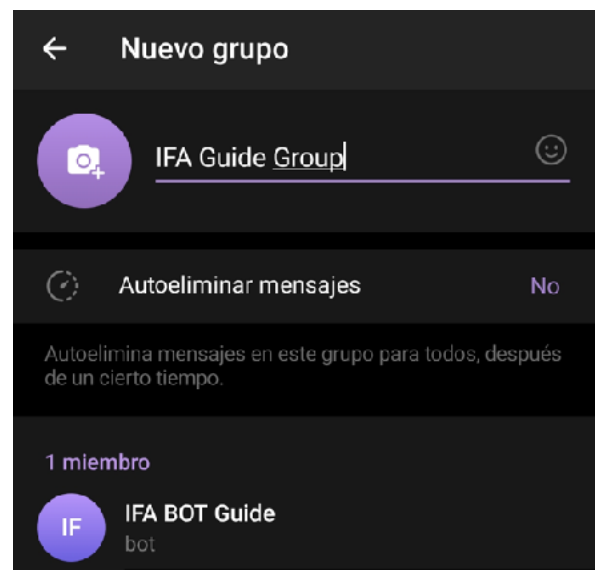 Nuevo grupo
IFA Guide Group
Autoeliminar mensajes No
Autoelimina mensajes en este grupo para todos, después
de un cierto tiempo.
1 miembro
IF
IFA BOT Guide
bot